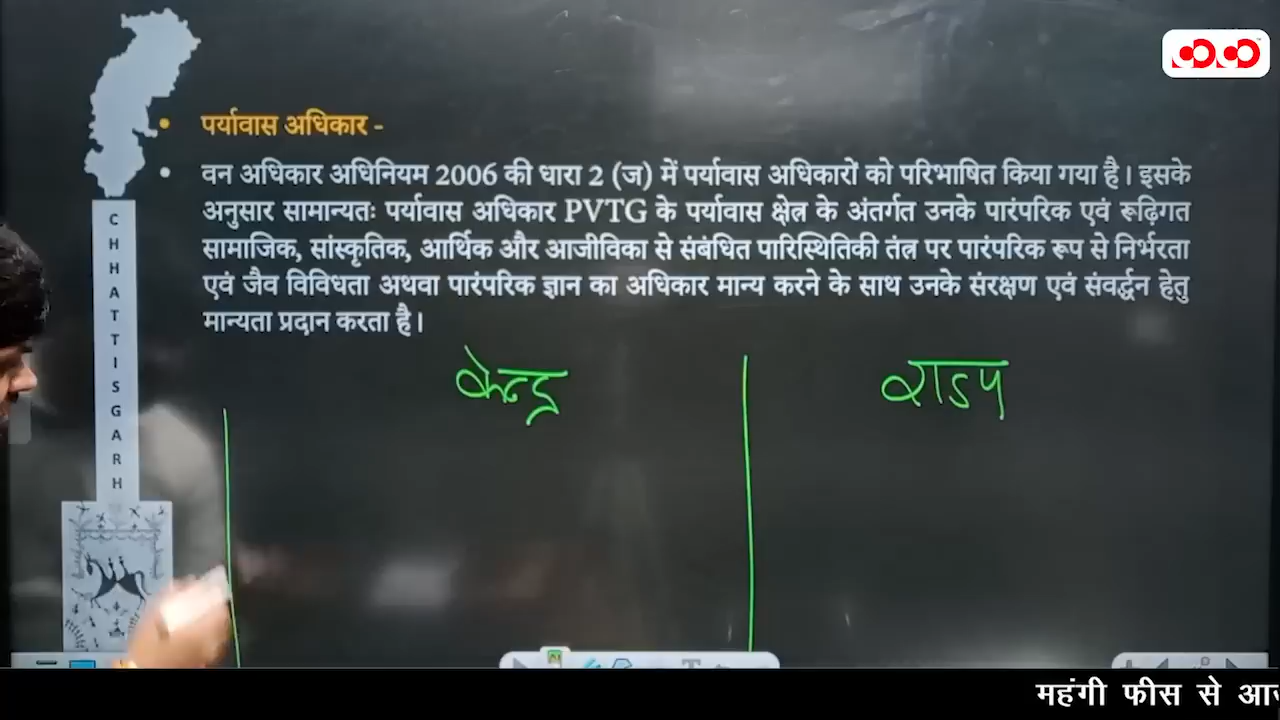 पर्यावास अधिकार -
वन अधिकार अधिनियम 2006 की धारा 2 (ज) में पर्यावास अधिकारों को परिभाषित किया गया है। इसके
अनुसार सामान्यतः पर्यावास अधिकार PVTG के पर्यावास क्षेत्र के अंतर्गत उनके पारंपरिक एवं रूढ़िगत
सामाजिक, सांस्कृतिक, आर्थिक और आजीविका से संबंधित पारिस्थितिकी तंत्र पर पारंपरिक रूप से निर्भरता
एवं जैव विविधता अथवा पारंपरिक ज्ञान का अधिकार मान्य करने के साथ उनके संरक्षण एवं संवर्द्धन हेतु
मान्यता प्रदान करता है।
केन्द्र
राज्य
CHHATTISGARH
महंगी फीस से